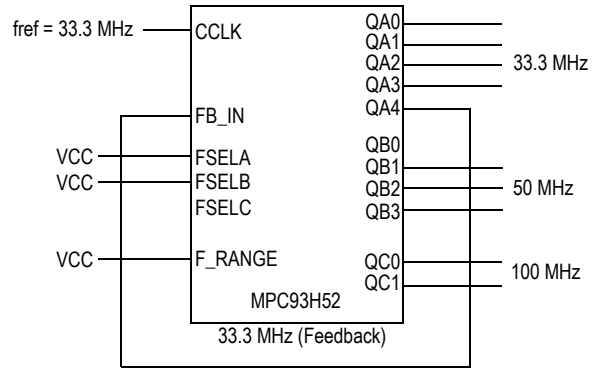 fref = 33.3 MHz
CCLK
QA0
QA1
QA2
QA3
33.3 MHz
QA4
FB_IN
QB0
VCC
FSELA
QB1
VCC
FSELB
QB2
50 MHz
FSELC
QB3
VCC
F_RANGE
QC0
100 MHz
QC1
MPC93H52
33.3 MHz (Feedback)